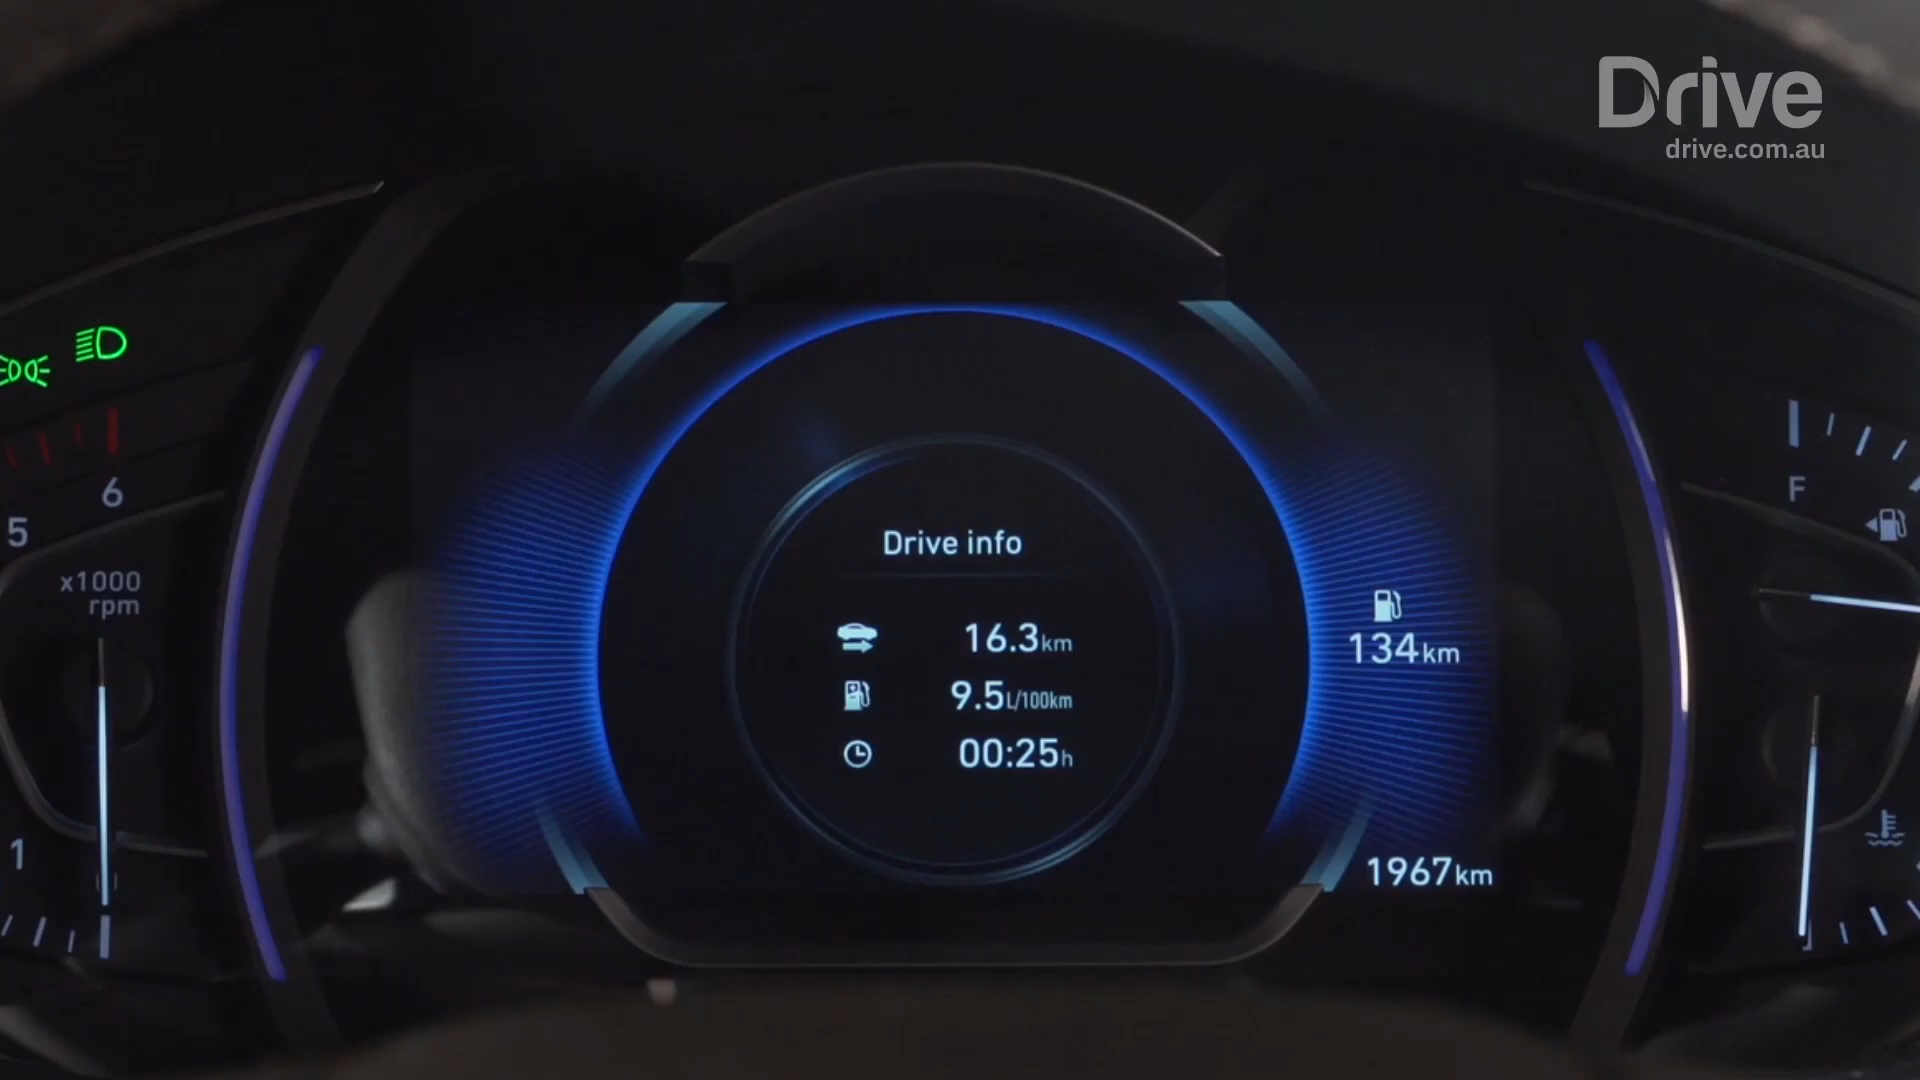 Drive
drive.com.au
6
5
x1000
rpm
1
Drive info
16.3km
9.5L/100km
00:25h
134km
1967km
F